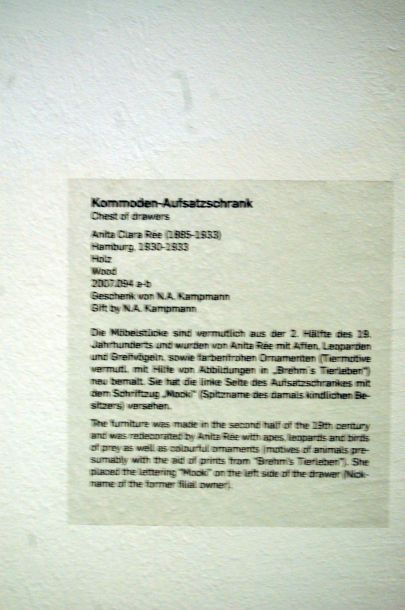 Kommoden-Aufsatzschrank
Chest of drawers
Anita Clara Rée (1885-1933)
Hamburg, 1930-1933
Holz
Wood
2007.094 a-b
Geschenk von N.A. Kampmann
Gift by N.A. Kampmann
Die Möbelstücke sind vermutlich aus der 2. Hälfte des 19.
Jahrhunderts und wurden von Anita Rée mit Affen, Leoparden
und Greifvögeln, sowie farbenfrohen Ornamenten (Tiermotive
vermutl. mit Hilfe von Abbildungen in „Brehm's Tierleben")
neu bemalt. Sie hat die linke Seite des Aufsatzschrankes mit
dem Schriftzug „Mooki" (Spitzname des damals kindlichen Be-
sitzers) versehen.
The furniture was made in the second half of the 19th century
and was redecorated by Anita Rée with apes, leopards and birds
of prey as well as colourful ornaments (motives of animals pre-
sumably with the aid of prints from "Brehm's Tierleben"). She
placed the lettering "Mooki" on the left side of the drawer (Nick-
name of the former filial owner).